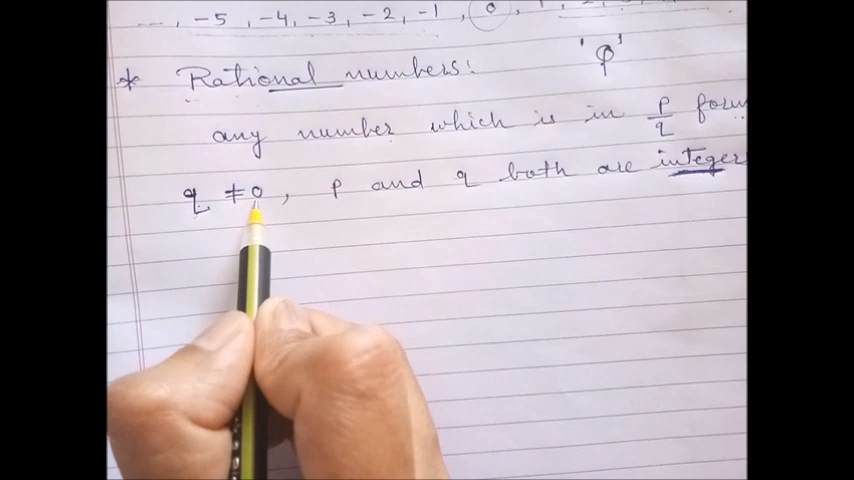 ..., -5, -4, -3, -2, -1, 0,
* Rational numbers: 'φ'
any number which is in p/q form
q ≠ 0, p and q both are integers